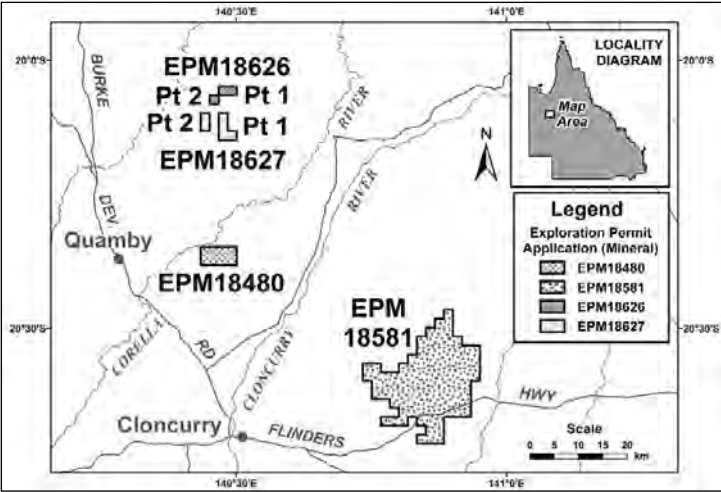 140°30'E
141°0'E
20°0'S
20°0'S
BURKE
DEV
RD
EPM18626
Pt 2
Pt 1
Pt 2
Pt 1
EPM18627
RIVER
RIVER
N
LOCALITY
DIAGRAM
Map
Area
Quamby
EPM18480
EPM
18581
CORELLA
CLONCURRY
Legend
Exploration Permit
Application (Mineral)
EPM18480
EPM18581
EPM18626
EPM18627
20°30'S
20°30'S
HWY
Cloncurry
FLINDERS
Scale
0 5 10 15 20
km
140°30'E
141°0'E